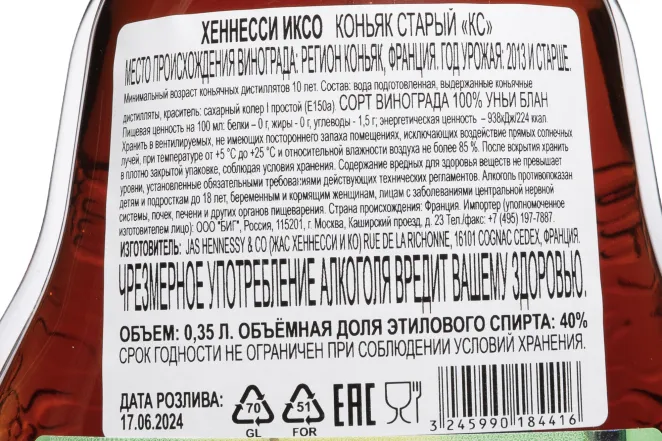 ХЕННЕССИ ИКСО КОНЬЯК СТАРЫЙ «КС»
МЕСТО ПРОИСХОЖДЕНИЯ ВИНОГРАДА: РЕГИОН КОНЬЯК, ФРАНЦИЯ. ГОД УРОЖАЯ: 2013 И СТАРШЕ.
Минимальный возраст коньячных дистиллятов 10 лет. Состав: вода подготовленная, выдержанные коньячные
дистилляты, краситель: сахарный колер I простой (Е150а). СОРТ ВИНОГРАДА 100% УНЬИ БЛАН
Пищевая ценность на 100 мл: белки – 0 г, жиры - 0 г, углеводы - 1,5 г; энергетическая ценность – 938кДж/224 ккал.
Хранить в вентилируемых, не имеющих постороннего запаха помещениях, исключающих воздействие прямых солнечных
лучей, при температуре от +5 °С до +25 °С и относительной влажности воздуха не более 85 %. После вскрытия хранить
в плотно закрытой упаковке, соблюдая условия хранения. Содержание вредных для здоровья веществ не превышает
уровни, установленные обязательными требованиями действующих технических регламентов. Алкоголь противопоказан
детям и подросткам до 18 лет, беременным и кормящим женщинам, лицам с заболеваниями центральной нервной
системы, почек, печени и других органов пищеварения. Страна происхождения: Франция. Импортер (уполномоченное
изготовителем лицо): ООО "БИГ", Россия, 115201, г. Москва, Каширский проезд, д. 23 Тел./факс: +7 (495) 197-7887.
ИЗГОТОВИТЕЛЬ: JAS HENNESSY & CO (ЖАС ХЕННЕССИ И КО) RUE DE LA RICHONNE, 16101 COGNAC CEDEX, ФРАНЦИЯ.
ЧРЕЗМЕРНОЕ УПОТРЕБЛЕНИЕ АЛКОГОЛЯ ВРЕДИТ ВАШЕМУ ЗДОРОВЬЮ.
ОБЪЕМ: 0,35 Л. ОБЪЁМНАЯ ДОЛЯ ЭТИЛОВОГО СПИРТА: 40%
СРОК ГОДНОСТИ НЕ ОГРАНИЧЕН ПРИ СОБЛЮДЕНИИ УСЛОВИЙ ХРАНЕНИЯ.
ДАТА РОЗЛИВА:
17.06.2024
70
GL
51
FOR
EAC
3 245990 184416